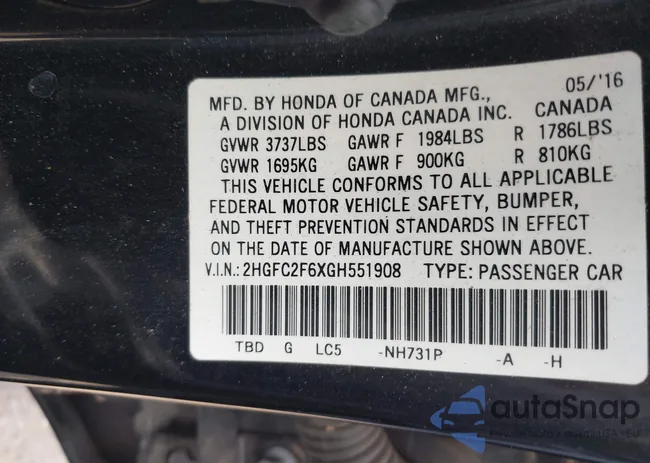 05/'16
MFD. BY HONDA OF CANADA MFG.,
A DIVISION OF HONDA CANADA INC. CANADA
GVWR 3737LBS GAWR F 1984LBS R 1786LBS
GVWR 1695KG GAWR F 900KG R 810KG
THIS VEHICLE CONFORMS TO ALL APPLICABLE
FEDERAL MOTOR VEHICLE SAFETY, BUMPER,
AND THEFT PREVENTION STANDARDS IN EFFECT
ON THE DATE OF MANUFACTURE SHOWN ABOVE.
V.I.N.: 2HGFC2F6XGH551908 TYPE: PASSENGER CAR
TBD G LC5 -NH731P -A -H
autaSnap